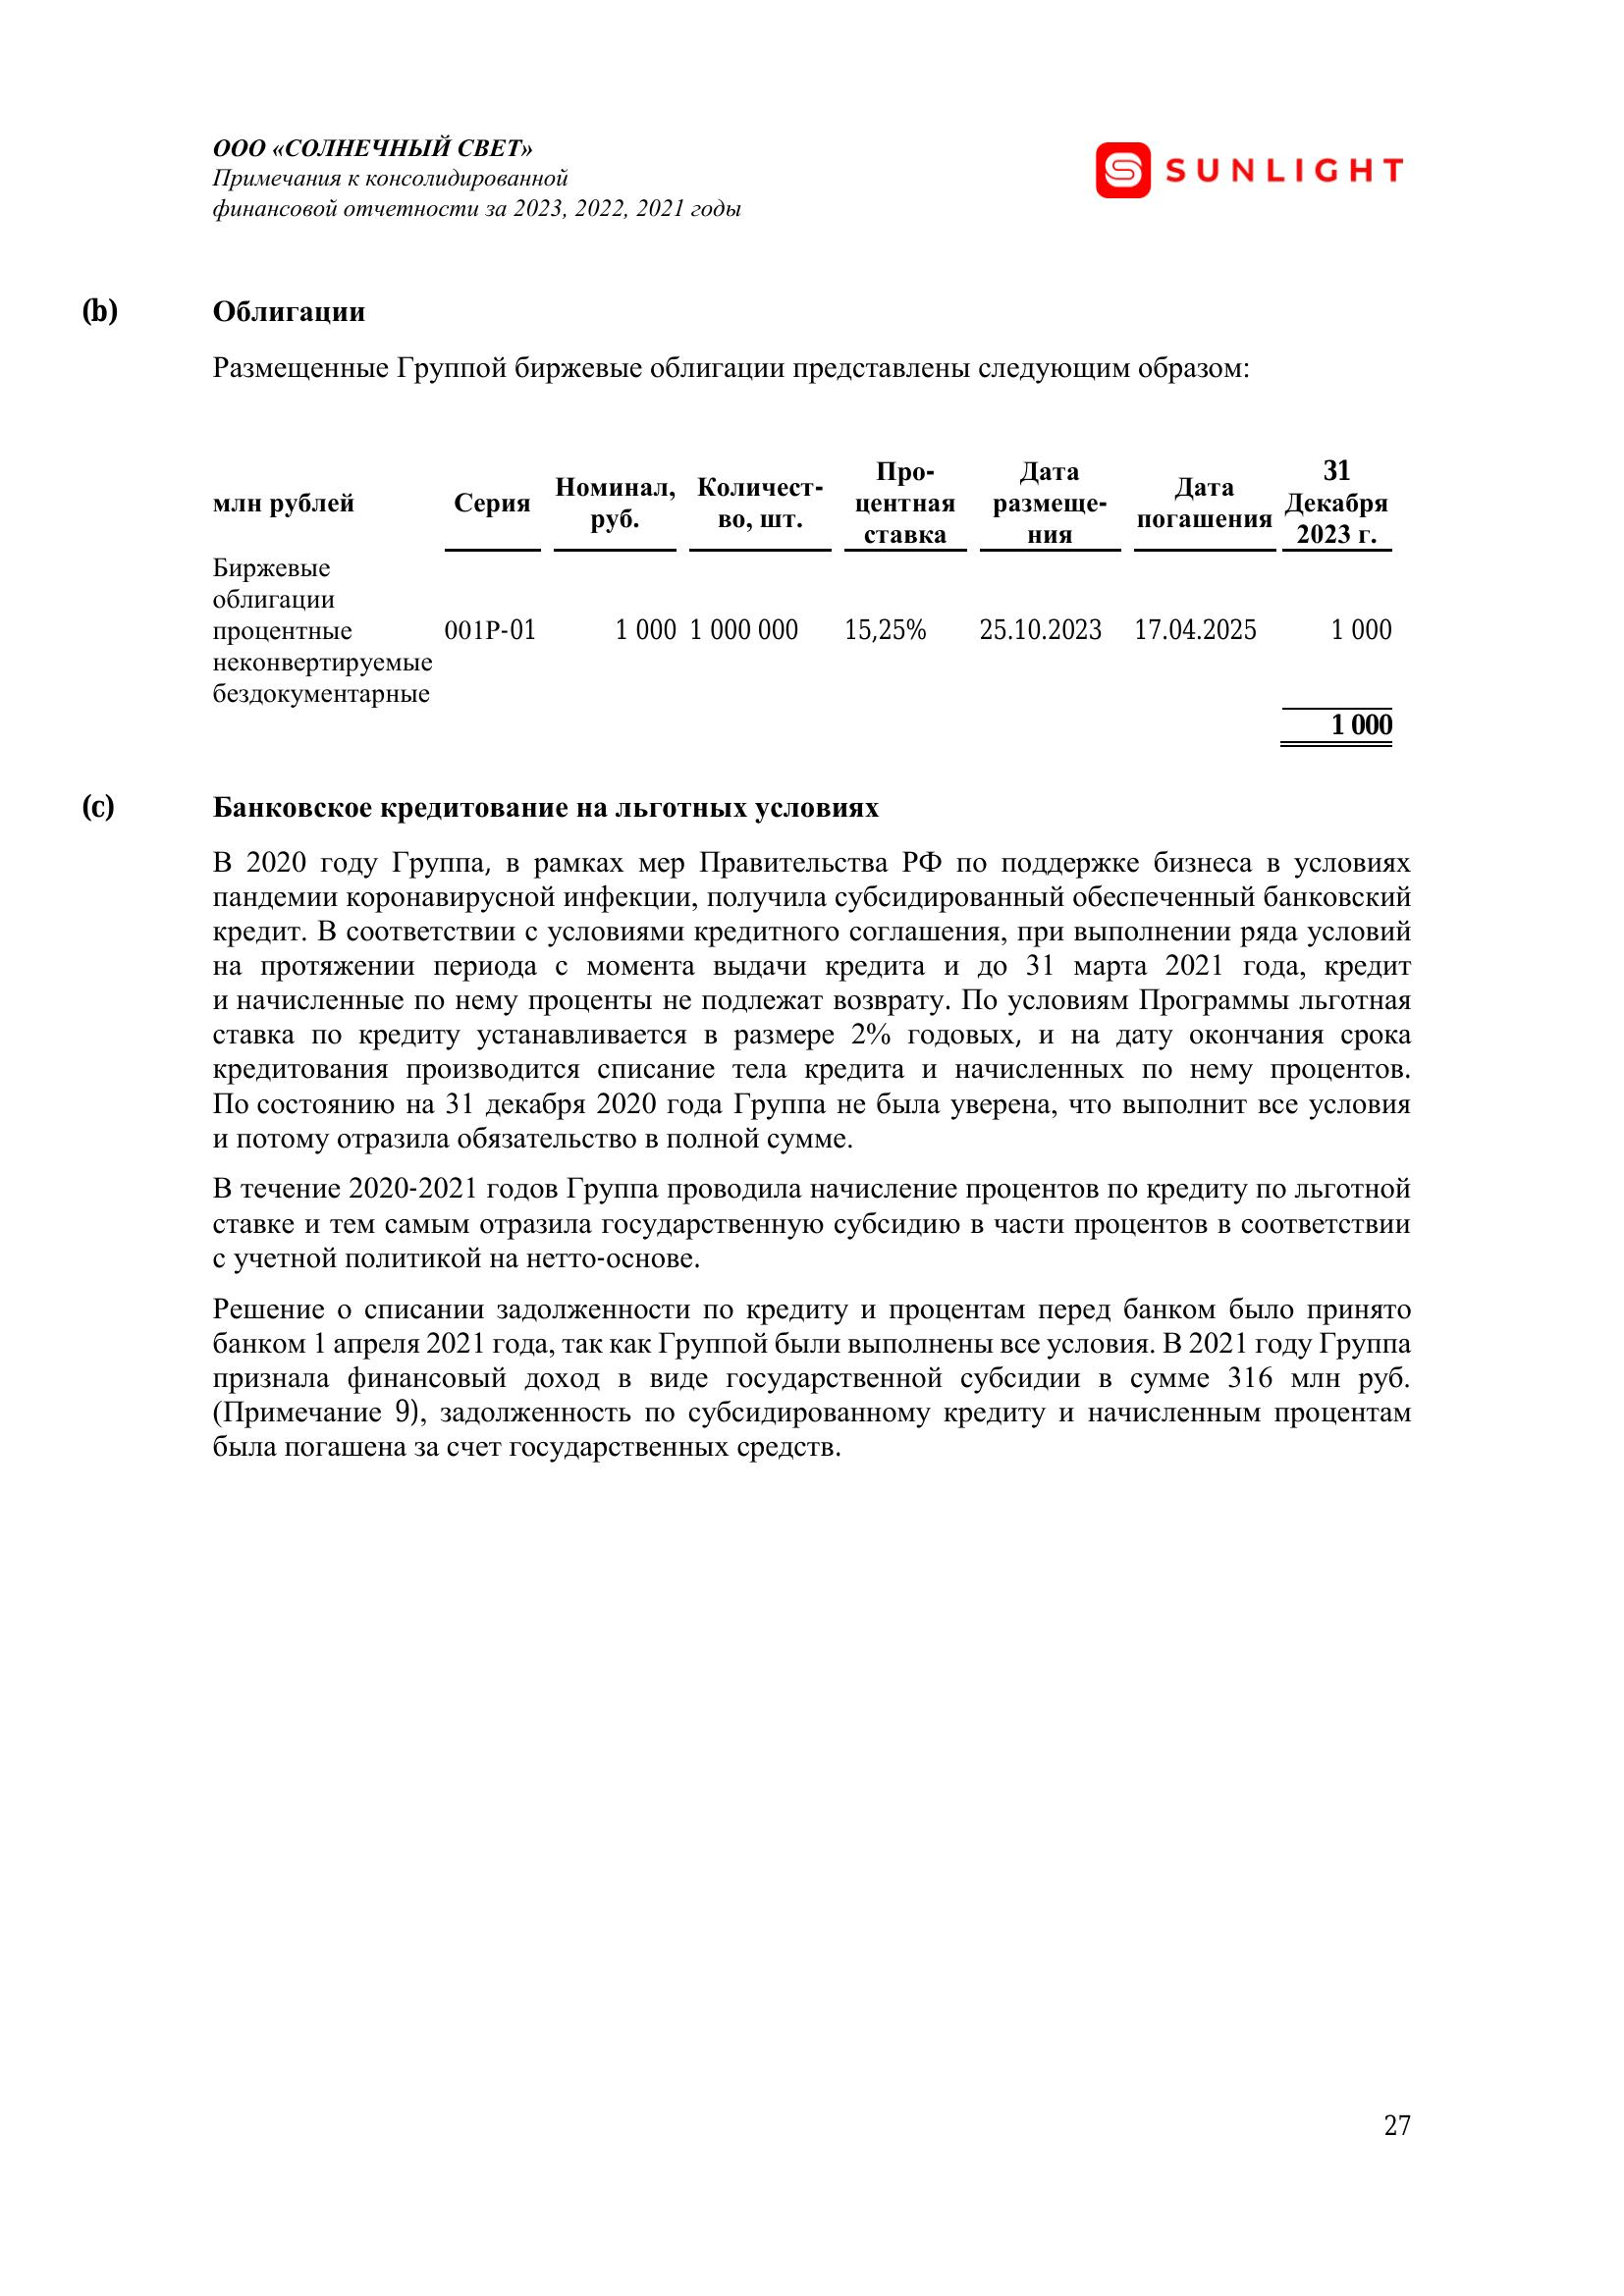 ООО «СОЛНЕЧНЫЙ СВЕТ»
Примечания к консолидированной
финансовой отчетности за 2023, 2022, 2021 годы
SUNLIGHT
(b) Облигации
Размещенные Группой биржевые облигации представлены следующим образом:
млн рублей Серия Номинал, руб. Количест-во, шт. Про-центная ставка Дата размеще-ния Дата погашения 31 Декабря 2023 г.
Биржевые
облигации
процентные 001P-01 1 000 1 000 000 15,25% 25.10.2023 17.04.2025 1 000
неконвертируемые
бездокументарные
1 000
(c) Банковское кредитование на льготных условиях
В 2020 году Группа, в рамках мер Правительства РФ по поддержке бизнеса в условиях
пандемии коронавирусной инфекции, получила субсидированный обеспеченный банковский
кредит. В соответствии с условиями кредитного соглашения, при выполнении ряда условий
на протяжении периода с момента выдачи кредита и до 31 марта 2021 года, кредит
и начисленные по нему проценты не подлежат возврату. По условиям Программы льготная
ставка по кредиту устанавливается в размере 2% годовых, и на дату окончания срока
кредитования производится списание тела кредита и начисленных по нему процентов.
По состоянию на 31 декабря 2020 года Группа не была уверена, что выполнит все условия
и потому отразила обязательство в полной сумме.
В течение 2020-2021 годов Группа проводила начисление процентов по кредиту по льготной
ставке и тем самым отразила государственную субсидию в части процентов в соответствии
с учетной политикой на нетто-основе.
Решение о списании задолженности по кредиту и процентам перед банком было принято
банком 1 апреля 2021 года, так как Группой были выполнены все условия. В 2021 году Группа
признала финансовый доход в виде государственной субсидии в сумме 316 млн руб.
(Примечание 9), задолженность по субсидированному кредиту и начисленным процентам
была погашена за счет государственных средств.
27